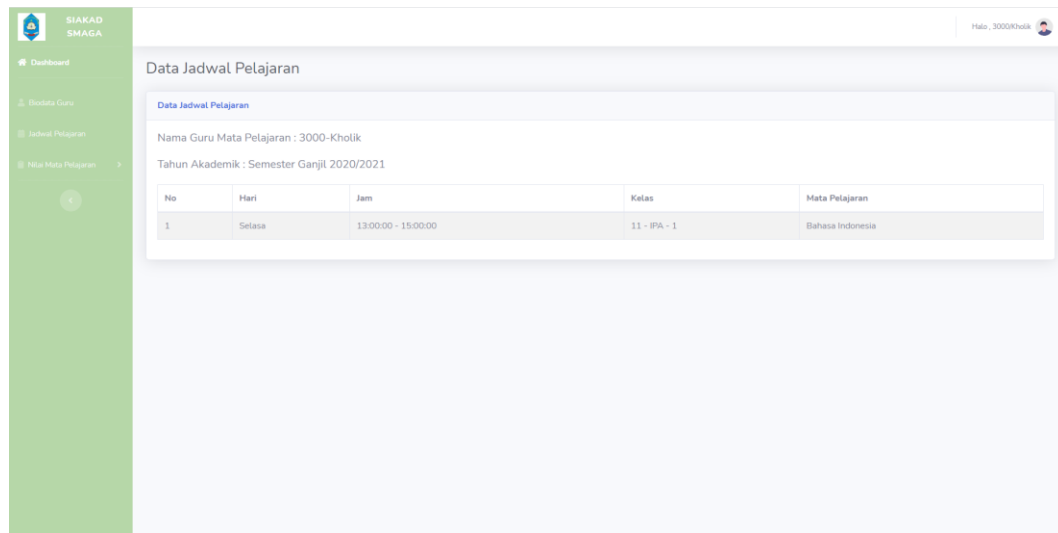 SIAKAD
SMAGA
Halo , 3000/Kholik
Dashboard
Biodata Guru
Jadwal Pelajaran
Nilai Mata Pelajaran
Data Jadwal Pelajaran
Data Jadwal Pelajaran
Nama Guru Mata Pelajaran : 3000-Kholik
Tahun Akademik : Semester Ganjil 2020/2021
No Hari Jam Kelas Mata Pelajaran
1 Selasa 13:00:00 - 15:00:00 11 - IPA - 1 Bahasa Indonesia